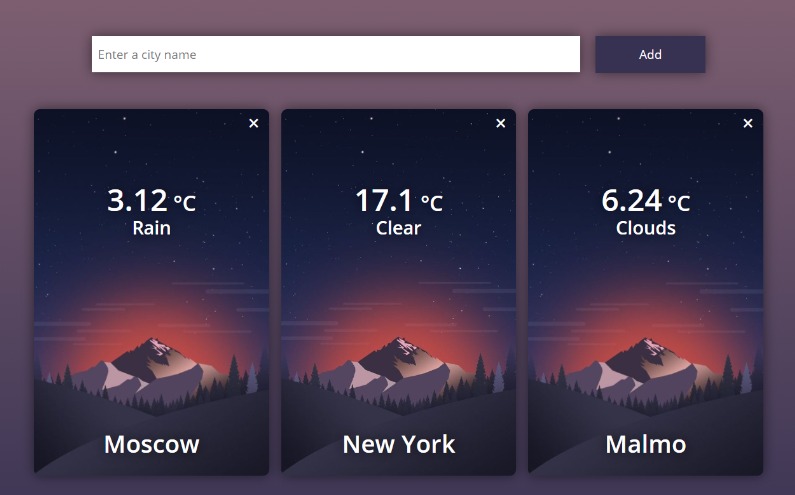 Enter a city name
Add
×
3.12 °C
Rain
Moscow
×
17.1 °C
Clear
New York
×
6.24 °C
Clouds
Malmo